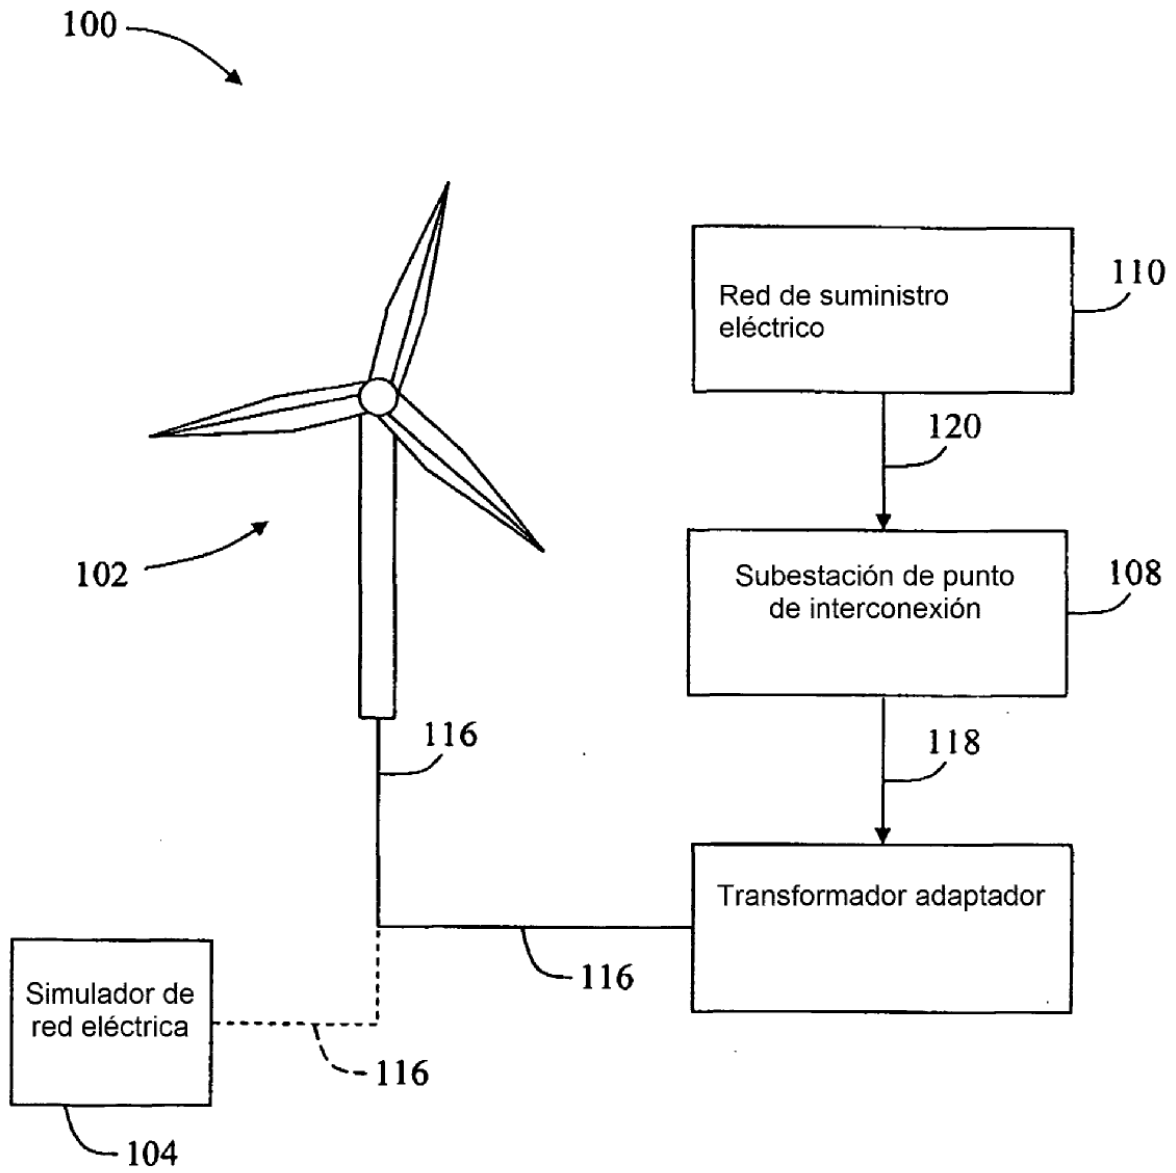 100
Red de suministro
eléctrico
110
120
102
Subestación de punto
de interconexión
108
116
118
Transformador adaptador
116
Simulador de
red eléctrica
116
104